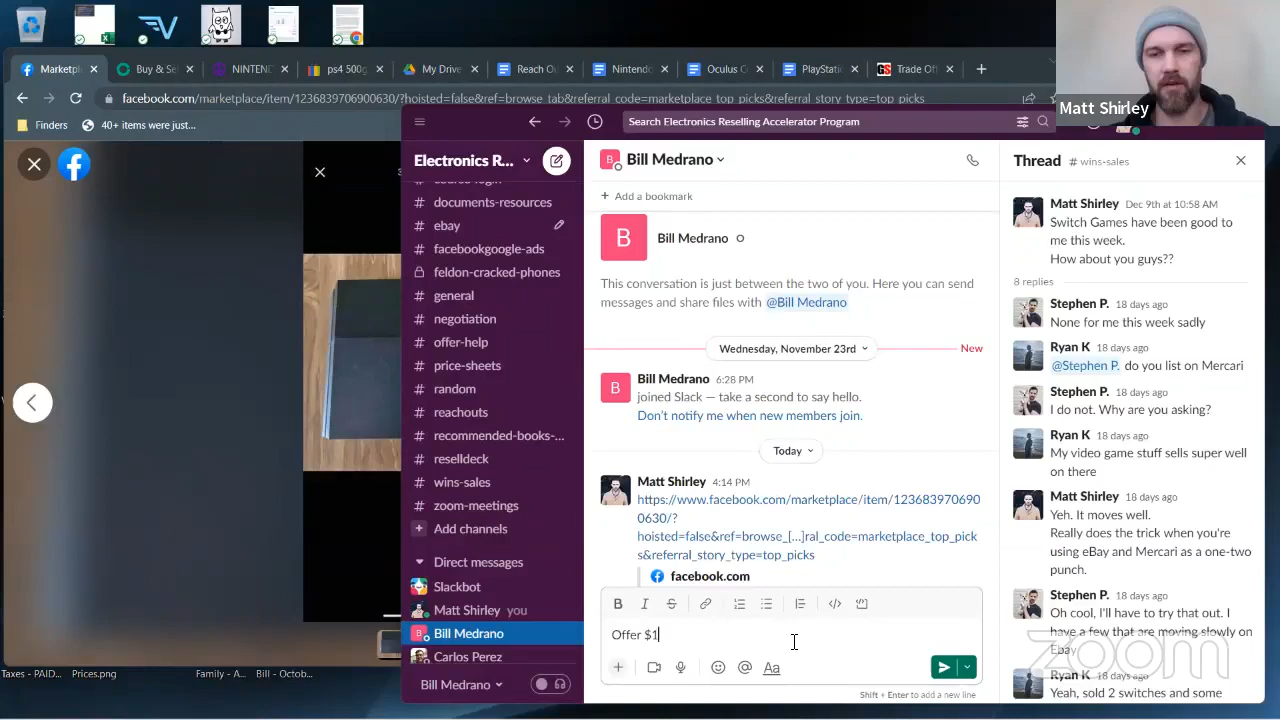 Marketpl
Buy & Se
NINTEN
ps4 500g
My Drive
Reach Ou
Nintendo
Oculus G
PlayStatio
Trade Off
facebook.com/marketplace/item/1236839706900630/?hoisted=false&ref=browse_tab&referral_code=marketplace_top_picks&referral_story_type=top_picks
Finders
40+ items were just...
Matt Shirley
Search Electronics Reselling Accelerator Program
Electronics R...
documents-resources
ebay
facebookgoogle-ads
feldon-cracked-phones
general
negotiation
offer-help
price-sheets
random
reachouts
recommended-books-...
reselldeck
wins-sales
zoom-meetings
Add channels
Direct messages
Slackbot
Matt Shirley you
Bill Medrano
Carlos Perez
Bill Medrano
B Bill Medrano
Add a bookmark
B Bill Medrano
This conversation is just between the two of you. Here you can send
messages and share files with @Bill Medrano
Wednesday, November 23rd
New
B Bill Medrano 6:28 PM
joined Slack — take a second to say hello.
Don't notify me when new members join.
Today
Matt Shirley 4:14 PM
https://www.facebook.com/marketplace/item/123683970690
0630/?
hoisted=false&ref=browse_[...]ral_code=marketplace_top_pick
s&referral_story_type=top_picks
facebook.com
Offer $1
Shift + Enter to add a new line
Thread # wins-sales
Matt Shirley Dec 9th at 10:58 AM
Switch Games have been good to
me this week.
How about you guys??
8 replies
Stephen P. 18 days ago
None for me this week sadly
Ryan K 18 days ago
@Stephen P. do you list on Mercari
Stephen P. 18 days ago
I do not. Why are you asking?
Ryan K 18 days ago
My video game stuff sells super well
on there
Matt Shirley 18 days ago
Yeh. It moves well.
Really does the trick when you're
using eBay and Mercari as a one-two
punch.
Stephen P. 18 days ago
Oh cool, I'll have to try that out. I
have a few that are moving slowly on
Ebay
Ryan K 18 days ago
Yeah, sold 2 switches and some
zoom
Taxes - PAID...
Prices.png
Family - A...
Bill - Octob...